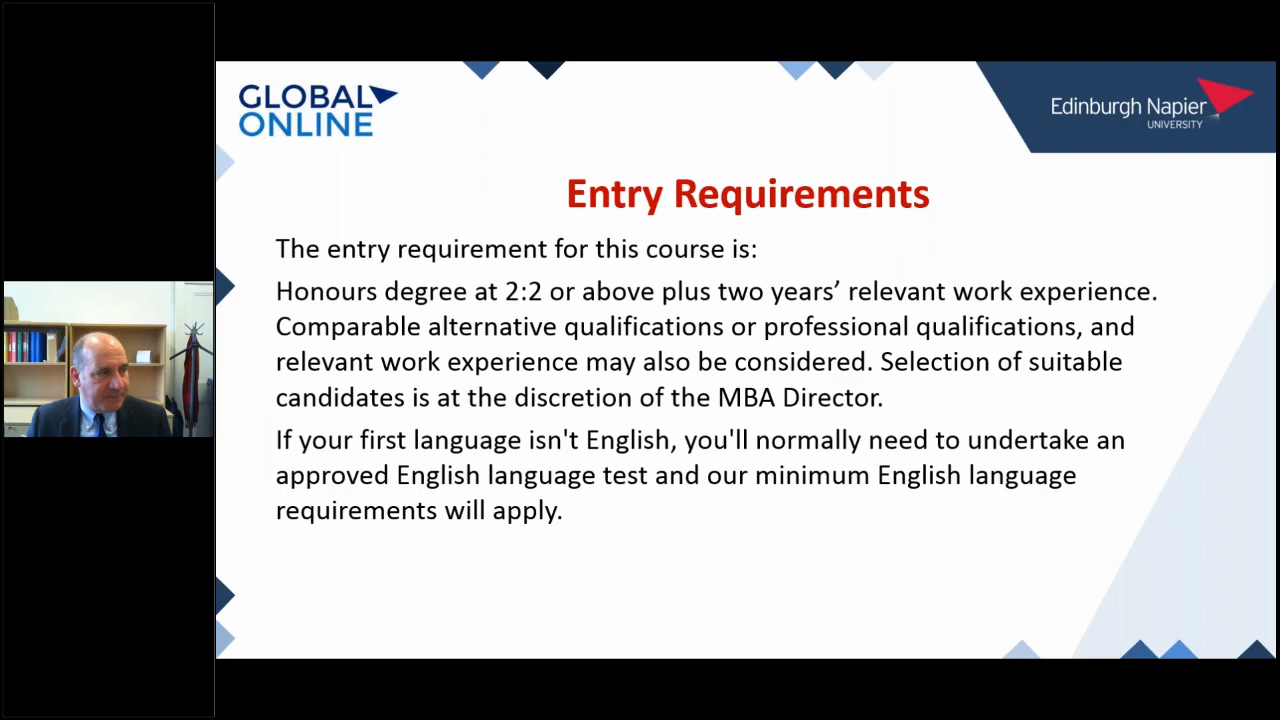 GLOBAL
ONLINE
Edinburgh Napier
UNIVERSITY
Entry Requirements
The entry requirement for this course is:
Honours degree at 2:2 or above plus two years’ relevant work experience.
Comparable alternative qualifications or professional qualifications, and
relevant work experience may also be considered. Selection of suitable
candidates is at the discretion of the MBA Director.
If your first language isn't English, you'll normally need to undertake an
approved English language test and our minimum English language
requirements will apply.